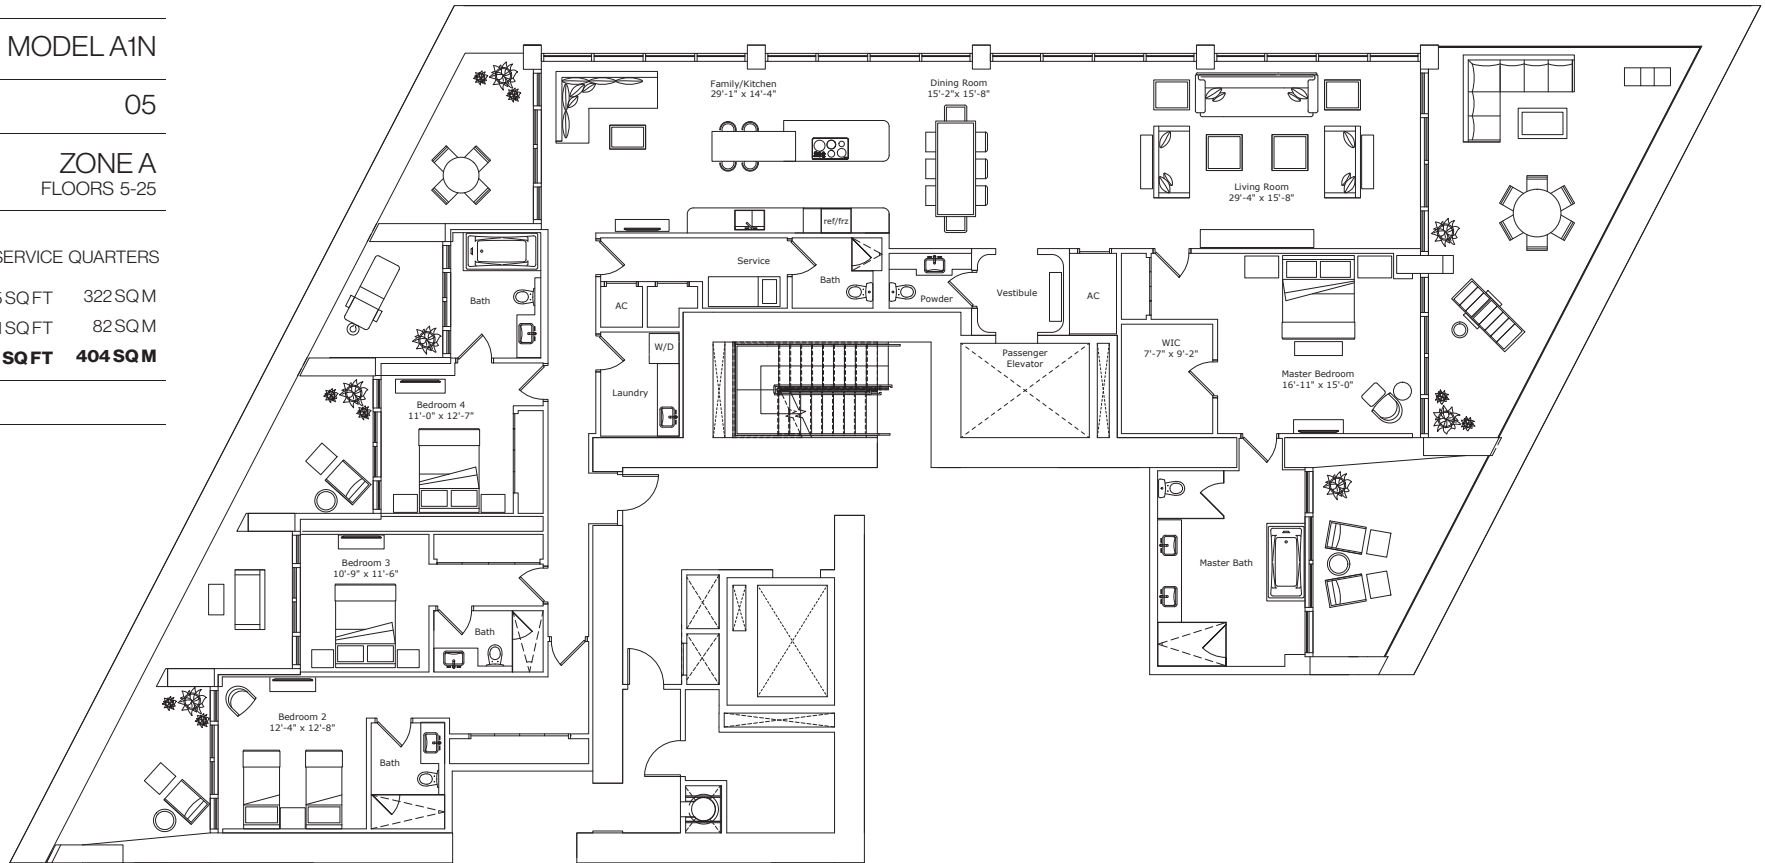 MODEL A1N
05
ZONE A
FLOORS 5-25
SERVICE QUARTERS
SQ FT 322 SQ M
SQ FT 82 SQ M
SQ FT 404 SQ M
Family/Kitchen
29'-1" x 14'-4"
Dining Room
15'-2"x 15'-8"
Living Room
29'-4" x 15'-8"
ref/frz
Service
Bath
Bath
Powder
Vestibule
AC
AC
W/D
Laundry
Passenger
Elevator
WIC
7'-7" x 9'-2"
Master Bedroom
16'-11" x 15'-0"
Bedroom 4
11'-0" x 12'-7"
Bedroom 3
10'-9" x 11'-6"
Bath
Master Bath
Bedroom 2
12'-4" x 12'-8"
Bath